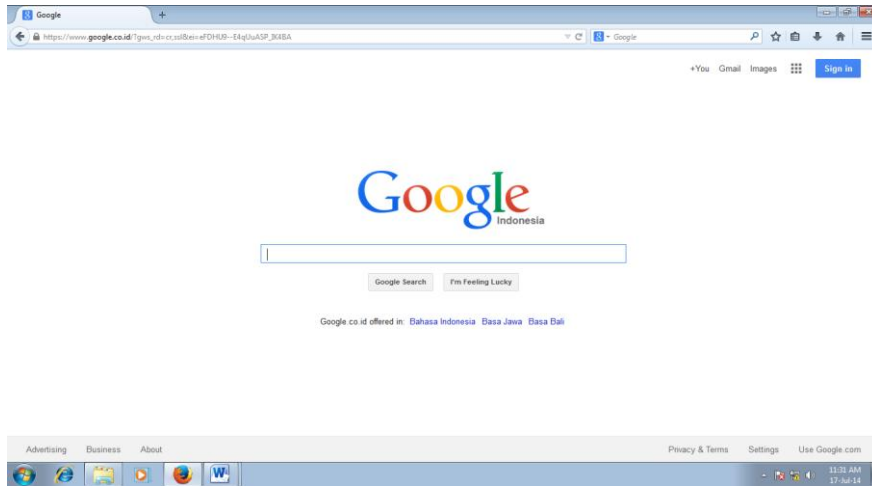 Google
https://www.google.co.id/?gws_rd=cr,ssl&ei=
Google
+You Gmail Images Sign in
Google
Indonesia
Google Search I'm Feeling Lucky
Google.co.id offered in: Bahasa Indonesia Basa Jawa Basa Bali
Advertising Business About Privacy & Terms Settings Use Google.com
11:31 AM
17-Jul-14